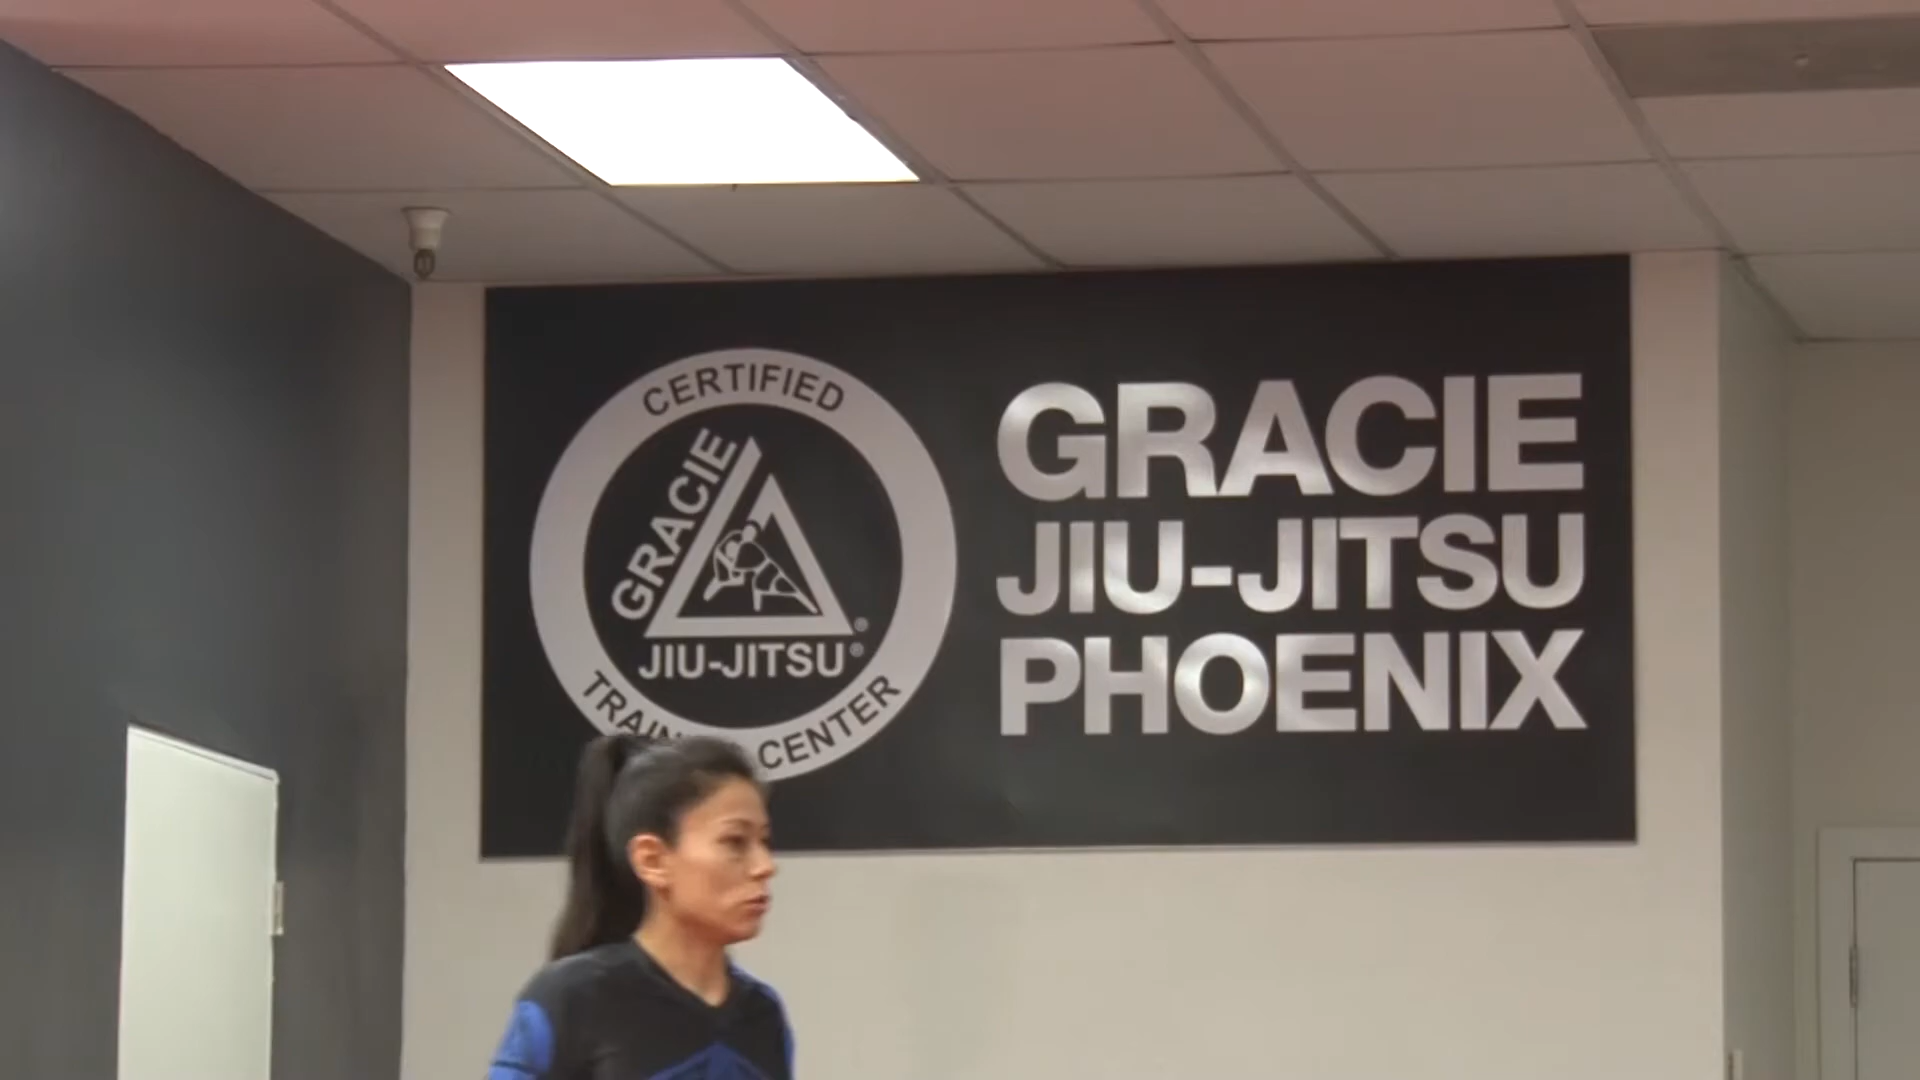 CERTIFIED
GRACIE
JIU-JITSU®
CENTER
GRACIE
JIU-JITSU
PHOENIX